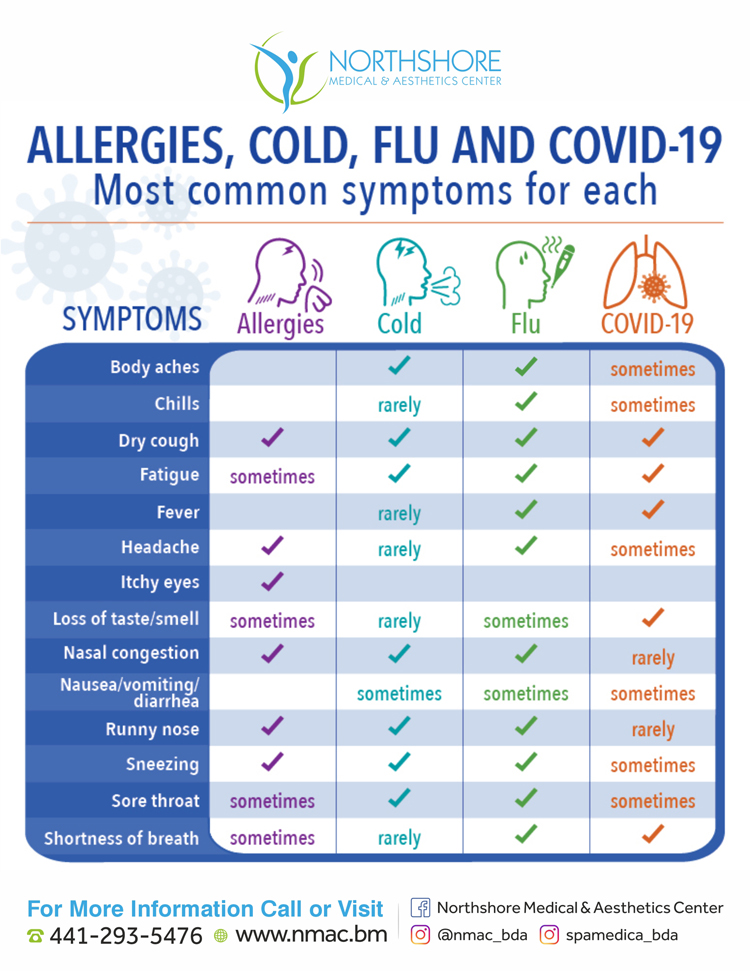 NORTHSHORE
MEDICAL & AESTHETICS CENTER
ALLERGIES, COLD, FLU AND COVID-19
Most common symptoms for each
SYMPTOMS Allergies Cold Flu COVID-19
Body aches ✓ ✓ sometimes
Chills rarely ✓ sometimes
Dry cough ✓ ✓ ✓ ✓
Fatigue sometimes ✓ ✓ ✓
Fever rarely ✓ ✓
Headache ✓ rarely ✓ sometimes
Itchy eyes ✓
Loss of taste/smell sometimes rarely sometimes ✓
Nasal congestion ✓ ✓ ✓ rarely
Nausea/vomiting/
diarrhea sometimes sometimes sometimes
Runny nose ✓ ✓ ✓ rarely
Sneezing ✓ ✓ ✓ sometimes
Sore throat sometimes ✓ ✓ sometimes
Shortness of breath sometimes rarely ✓ ✓
For More Information Call or Visit
441-293-5476 www.nmac.bm
Northshore Medical & Aesthetics Center
@nmac_bda spamedica_bda